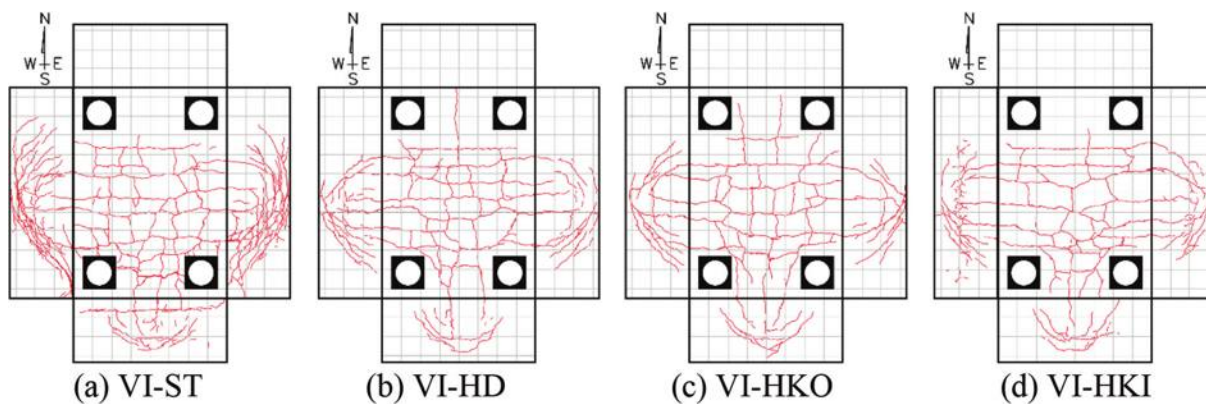 N
W E
S
N
W E
S
N
W E
S
N
W E
S
(a) VI-ST
(b) VI-HD
(c) VI-HKO
(d) VI-HKI